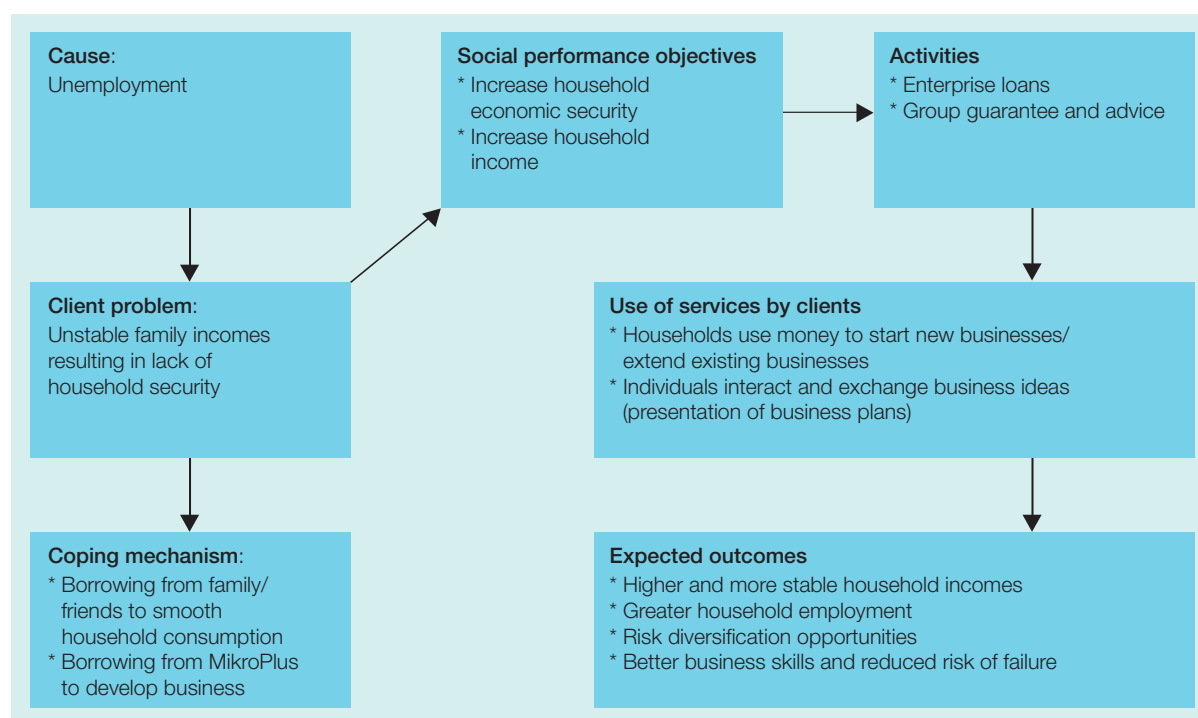 Cause:
Unemployment
Client problem:
Unstable family incomes
resulting in lack of
household security
Coping mechanism:
* Borrowing from family/
friends to smooth
household consumption
* Borrowing from MikroPlus
to develop business
Social performance objectives
* Increase household
economic security
* Increase household
income
Activities
* Enterprise loans
* Group guarantee and advice
Use of services by clients
* Households use money to start new businesses/
extend existing businesses
* Individuals interact and exchange business ideas
(presentation of business plans)
Expected outcomes
* Higher and more stable household incomes
* Greater household employment
* Risk diversification opportunities
* Better business skills and reduced risk of failure